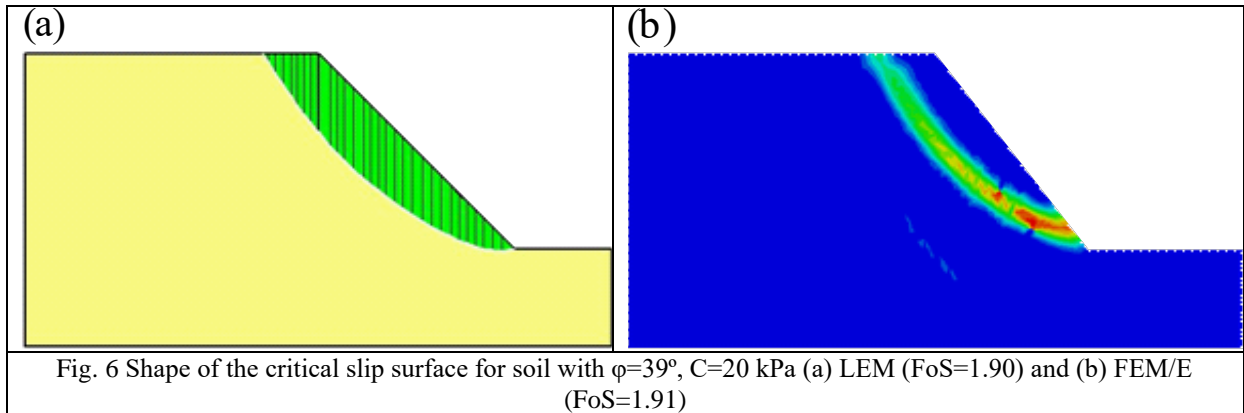 (a)
(b)
Fig. 6 Shape of the critical slip surface for soil with φ=39º, C=20 kPa (a) LEM (FoS=1.90) and (b) FEM/E
(FoS=1.91)